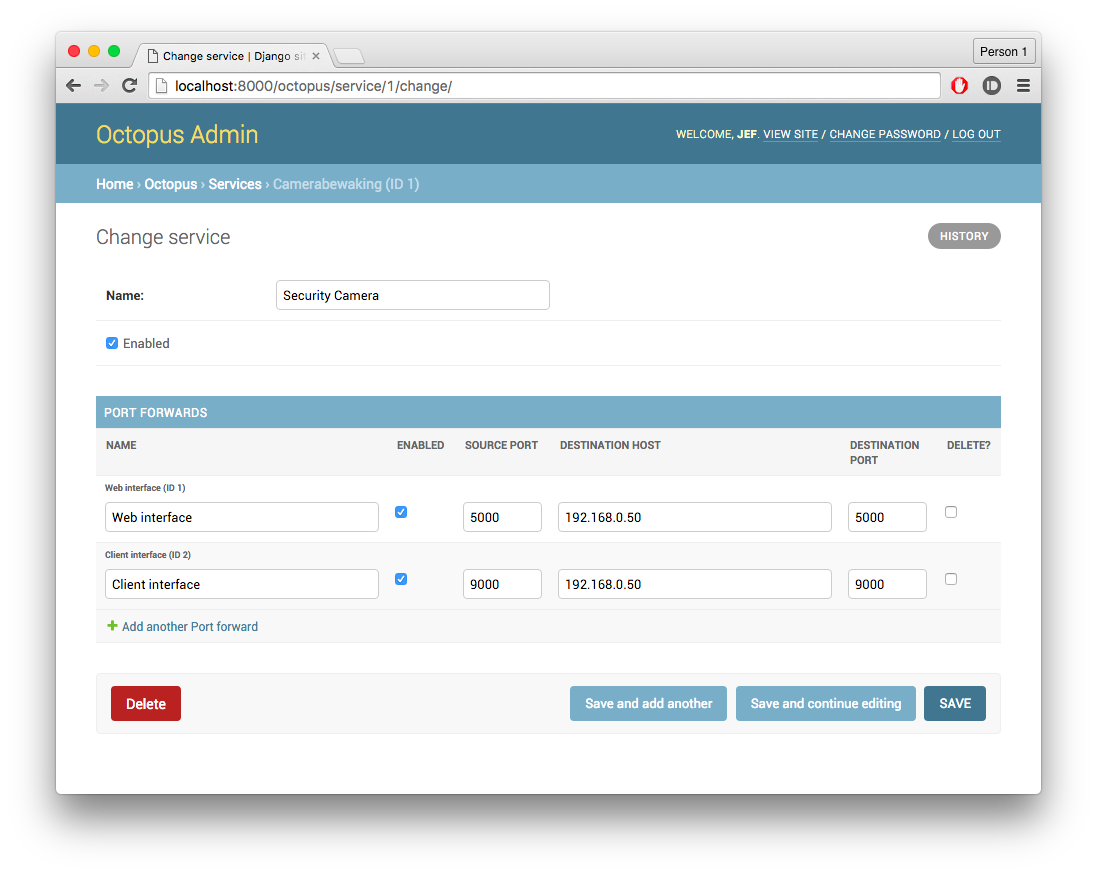 Change service | Django si
Person 1
localhost:8000/octopus/service/1/change/
Octopus Admin
WELCOME, JEF. VIEW SITE / CHANGE PASSWORD / LOG OUT
Home › Octopus › Services › Camerabewaking (ID 1)
Change service
HISTORY
Name:
Security Camera
Enabled
PORT FORWARDS
NAME ENABLED SOURCE PORT DESTINATION HOST DESTINATION PORT DELETE?
Web interface (ID 1)
Web interface 5000 192.168.0.50 5000
Client interface (ID 2)
Client interface 9000 192.168.0.50 9000
Add another Port forward
Delete Save and add another Save and continue editing SAVE